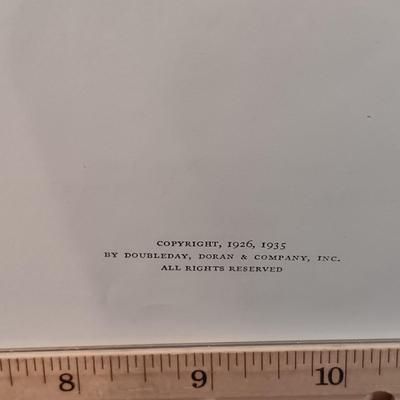 COPYRIGHT, 1926, 1935
BY DOUBLEDAY, DORAN & COMPANY, INC.
ALL RIGHTS RESERVED
8 9 10